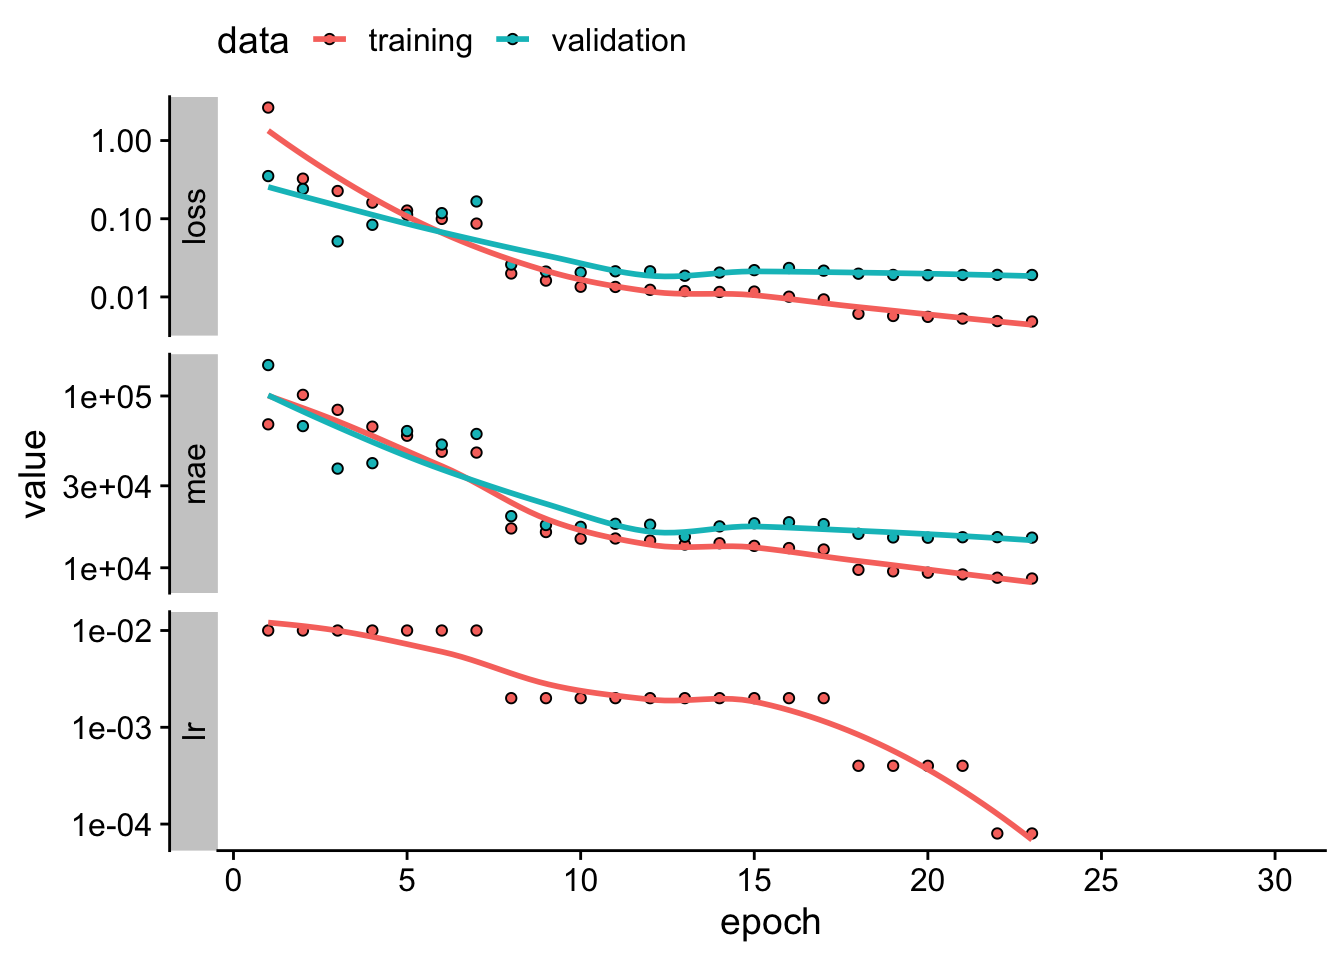 data training validation
loss
1.00
0.10
0.01
mae
1e+05
3e+04
1e+04
lr
1e-02
1e-03
1e-04
value
0 5 10 15 20 25 30
epoch